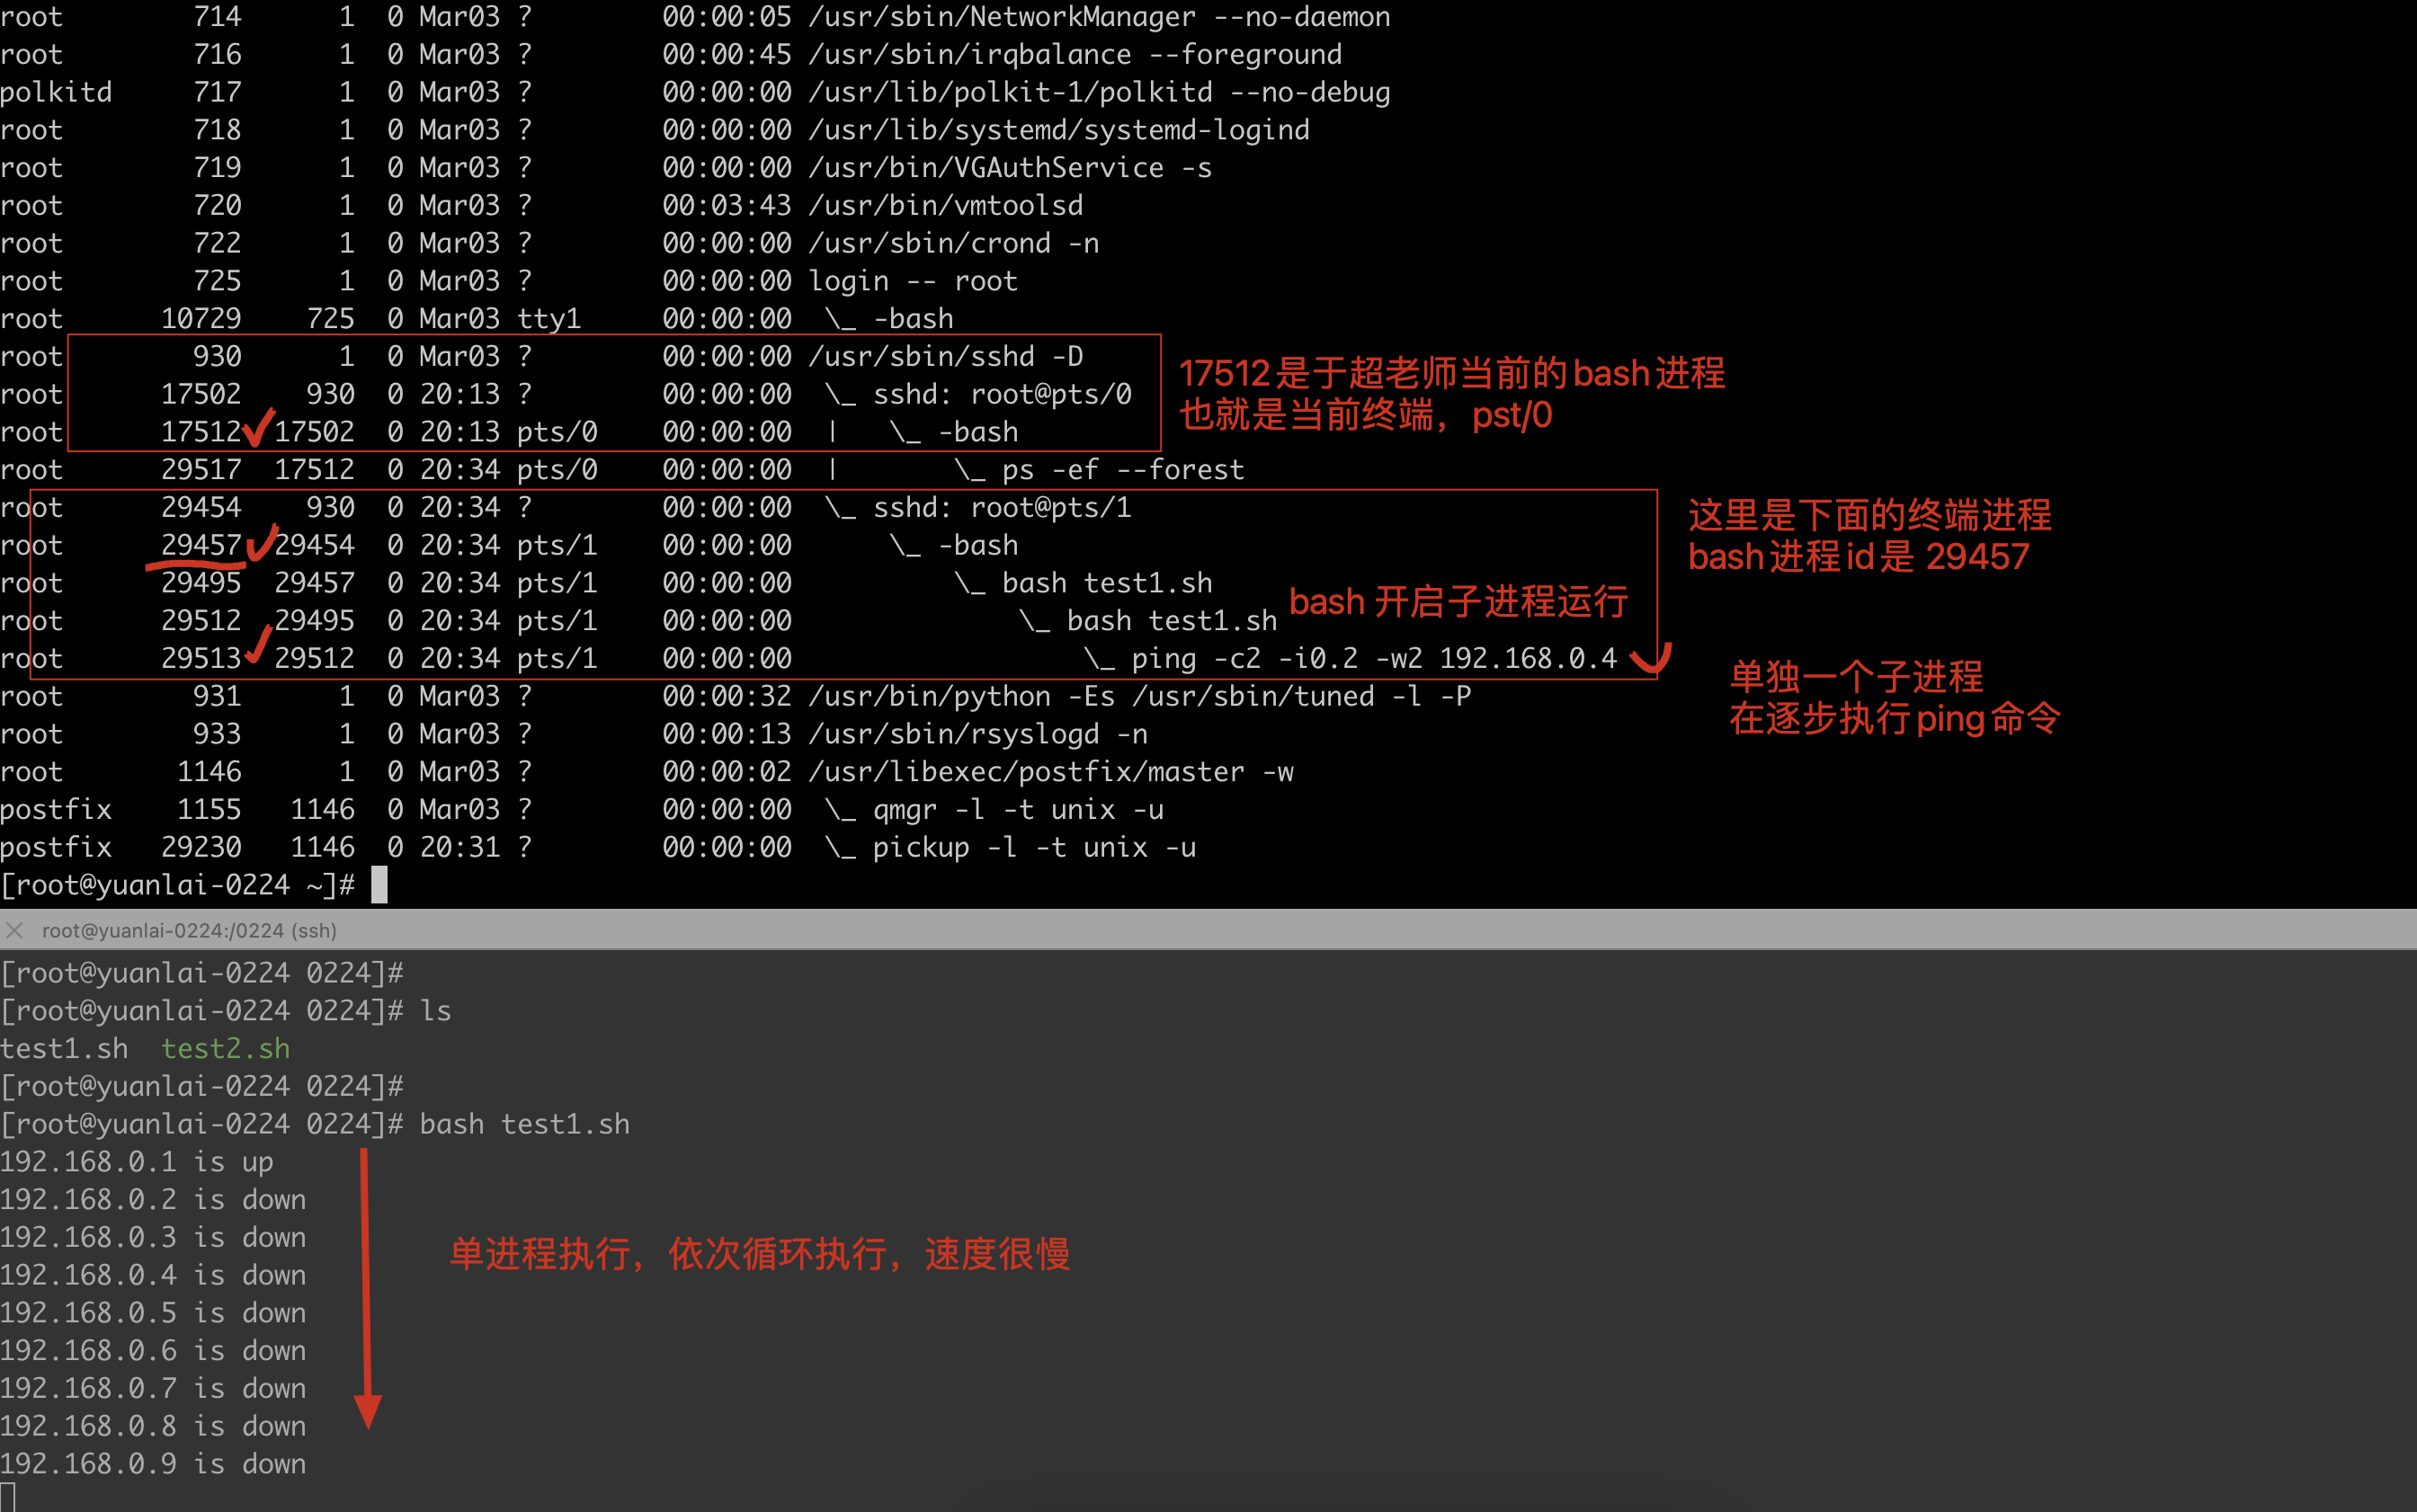 root 714 1 0 Mar03 ? 00:00:05 /usr/sbin/NetworkManager --no-daemon
root 716 1 0 Mar03 ? 00:00:45 /usr/sbin/irqbalance --foreground
polkitd 717 1 0 Mar03 ? 00:00:00 /usr/lib/polkit-1/polkitd --no-debug
root 718 1 0 Mar03 ? 00:00:00 /usr/lib/systemd/systemd-logind
root 719 1 0 Mar03 ? 00:00:00 /usr/bin/VGAuthService -s
root 720 1 0 Mar03 ? 00:03:43 /usr/bin/vmtoolsd
root 722 1 0 Mar03 ? 00:00:00 /usr/sbin/crond -n
root 725 1 0 Mar03 ? 00:00:00 login -- root
root 10729 725 0 Mar03 tty1 00:00:00 \_ -bash
root 930 1 0 Mar03 ? 00:00:00 /usr/sbin/sshd -D
root 17502 930 0 20:13 ? 00:00:00 \_ sshd: root@pts/0
root 17512 17502 0 20:13 pts/0 00:00:00 | \_ -bash
17512是于超老师当前的bash进程
也就是当前终端，pst/0
root 29517 17512 0 20:34 pts/0 00:00:00 | \_ ps -ef --forest
root 29454 930 0 20:34 ? 00:00:00 \_ sshd: root@pts/1
root 29457 29454 0 20:34 pts/1 00:00:00 \_ -bash
这里是下面的终端进程
bash进程id是 29457
root 29495 29457 0 20:34 pts/1 00:00:00 \_ bash test1.sh
bash 开启子进程运行
root 29512 29495 0 20:34 pts/1 00:00:00 \_ bash test1.sh
root 29513 29512 0 20:34 pts/1 00:00:00 \_ ping -c2 -i0.2 -w2 192.168.0.4
单独一个子进程
在逐步执行ping命令
root 931 1 0 Mar03 ? 00:00:32 /usr/bin/python -Es /usr/sbin/tuned -l -P
root 933 1 0 Mar03 ? 00:00:13 /usr/sbin/rsyslogd -n
root 1146 1 0 Mar03 ? 00:00:02 /usr/libexec/postfix/master -w
postfix 1155 1146 0 Mar03 ? 00:00:00 \_ qmgr -l -t unix -u
postfix 29230 1146 0 20:31 ? 00:00:00 \_ pickup -l -t unix -u
[root@yuanlai-0224 ~]#
root@yuanlai-0224:/0224 (ssh)
[root@yuanlai-0224 0224]#
[root@yuanlai-0224 0224]# ls
test1.sh test2.sh
[root@yuanlai-0224 0224]#
[root@yuanlai-0224 0224]# bash test1.sh
192.168.0.1 is up
192.168.0.2 is down
192.168.0.3 is down
单进程执行，依次循环执行，速度很慢
192.168.0.4 is down
192.168.0.5 is down
192.168.0.6 is down
192.168.0.7 is down
192.168.0.8 is down
192.168.0.9 is down